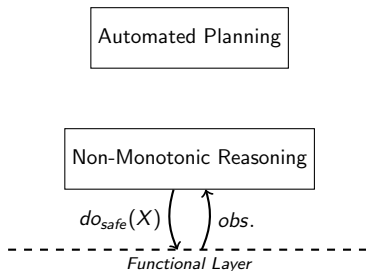 Automated Planning
Non-Monotonic Reasoning
do_safe(X) obs.
Functional Layer